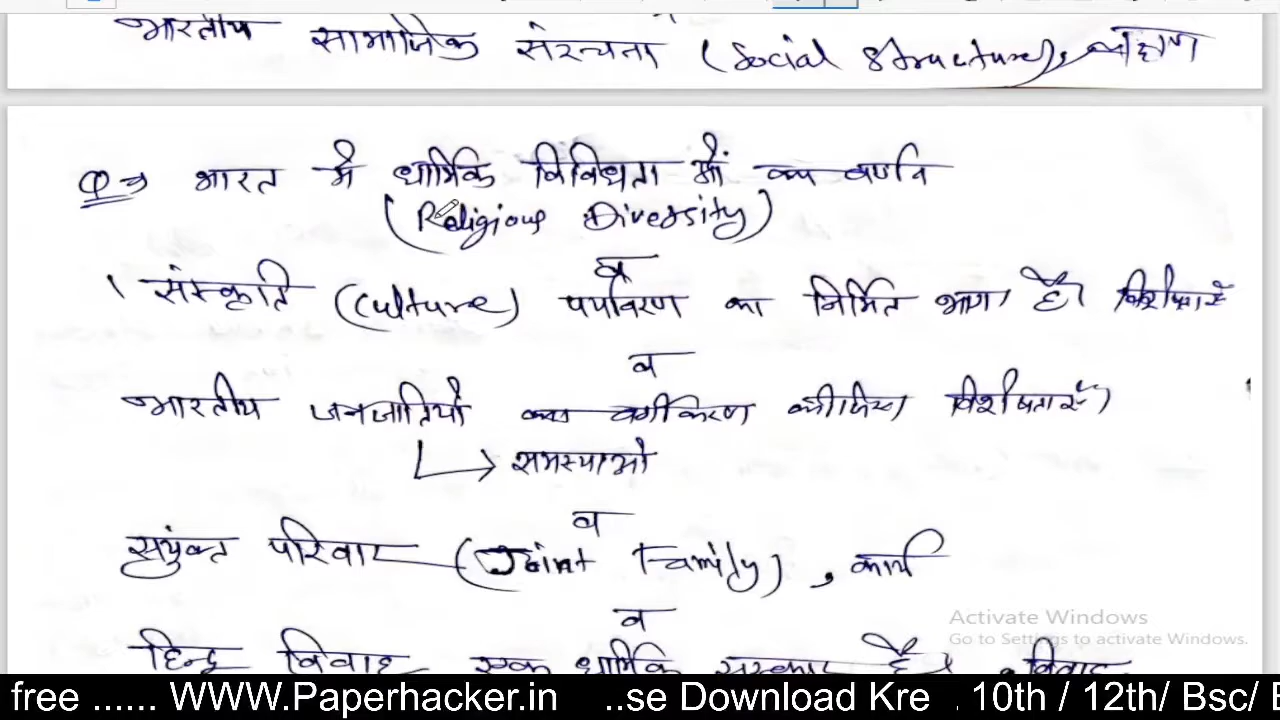 भारतीय सामाजिक संरचना (Social Structure),
Q → भारत मे धार्मिक विविधता ओं का वर्णन
(Religious Diversity)
व
संस्कृति (Culture) पर्यावरण का निर्मित भाग है। विशेषताएँ
व
भारतीय जनजातियों का वर्गीकरण कीजिए। विशेषताएँ
→ समस्याओ
व
सयुंक्त परिवार (Joint Family), कार्य
व
हिन्दू विवाह एक धार्मिक संस्कार है। विवाह
Activate Windows
Go to Settings to activate Windows.
free ...... WWW.Paperhacker.in ..se Download Kre . 10th / 12th/ Bsc/